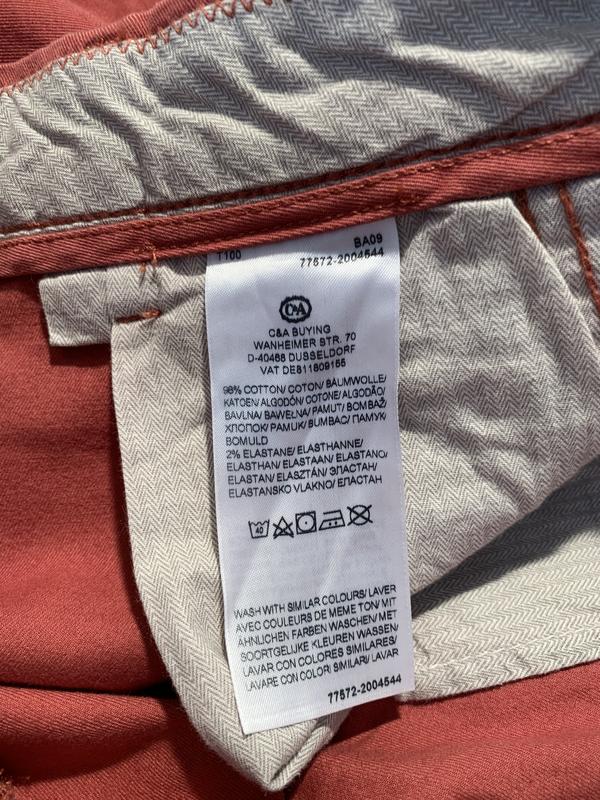 T100 BA09
77572-2004544
C&A
C&A BUYING
WANHEIMER STR. 70
D-40468 DUSSELDORF
VAT DE811809155
98% COTTON/ COTON/ BAUMWOLLE/
KATOEN/ ALGODÓN/ COTONE/ ALGODÃO/
BAVLNA/ BAWEŁNA/ PAMUT/ BOMBAŽ/
ХЛОПОК/ PAMUK/ BUMBAC/ ПАМУК/
BOMULD
2% ELASTANE/ ELASTHANNE/
ELASTHAN/ ELASTAAN/ ELASTANO/
ELASTAN/ ELASZTÁN/ ЭЛАСТАН/
ELASTANSKO VLAKNO/ ЕЛАСТАН
40
WASH WITH SIMILAR COLOURS/ LAVER
AVEC COULEURS DE MEME TON/ MIT
ÄHNLICHEN FARBEN WASCHEN/ MET
SOORTGELIJKE KLEUREN WASSEN/
LAVAR CON COLORES SIMILARES/
LAVARE CON COLORI SIMILARI/ LAVAR
77572-2004544